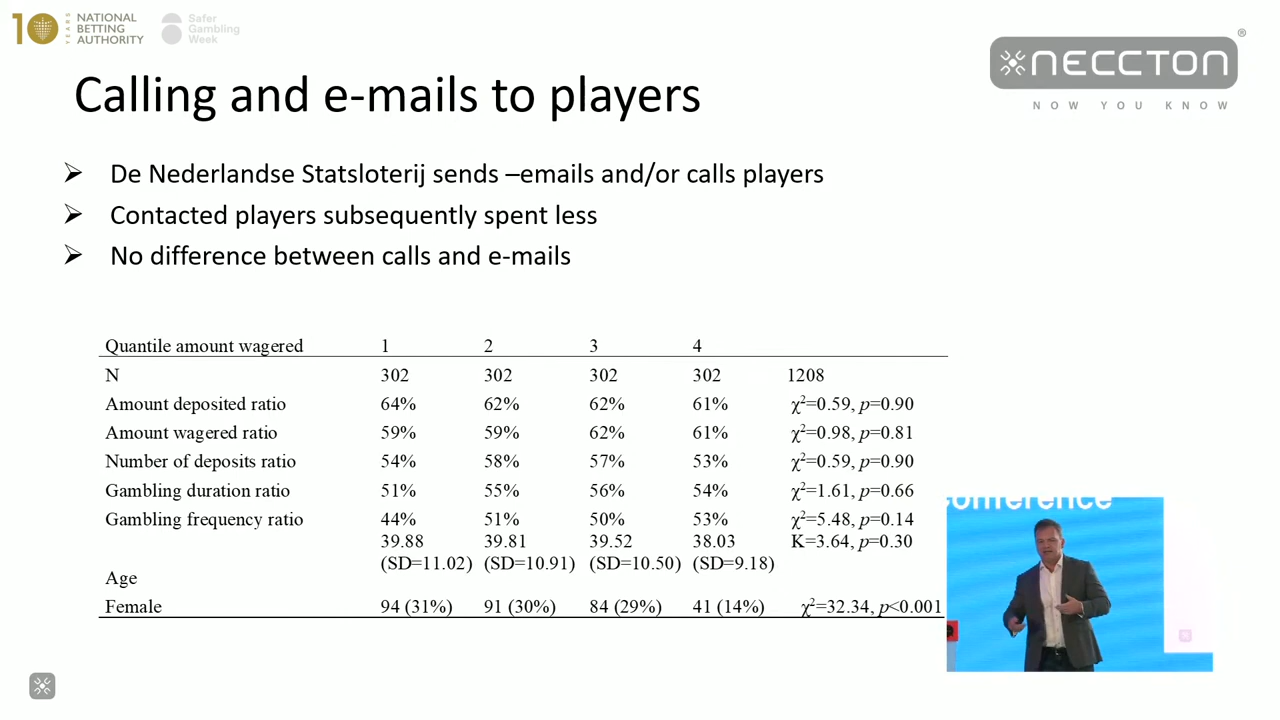 10 YEARS NATIONAL BETTING AUTHORITY
Safer Gambling Week
neccton®
NOW YOU KNOW
Calling and e-mails to players
➢ De Nederlandse Statsloterij sends –emails and/or calls players
➢ Contacted players subsequently spent less
➢ No difference between calls and e-mails
Quantile amount wagered 1 2 3 4
N 302 302 302 302 1208
Amount deposited ratio 64% 62% 62% 61% χ²=0.59, p=0.90
Amount wagered ratio 59% 59% 62% 61% χ²=0.98, p=0.81
Number of deposits ratio 54% 58% 57% 53% χ²=0.59, p=0.90
Gambling duration ratio 51% 55% 56% 54% χ²=1.61, p=0.66
Gambling frequency ratio 44% 51% 50% 53% χ²=5.48, p=0.14
39.88 39.81 39.52 38.03 K=3.64, p=0.30
(SD=11.02) (SD=10.91) (SD=10.50) (SD=9.18)
Age
Female 94 (31%) 91 (30%) 84 (29%) 41 (14%) χ²=32.34, p<0.001
conference